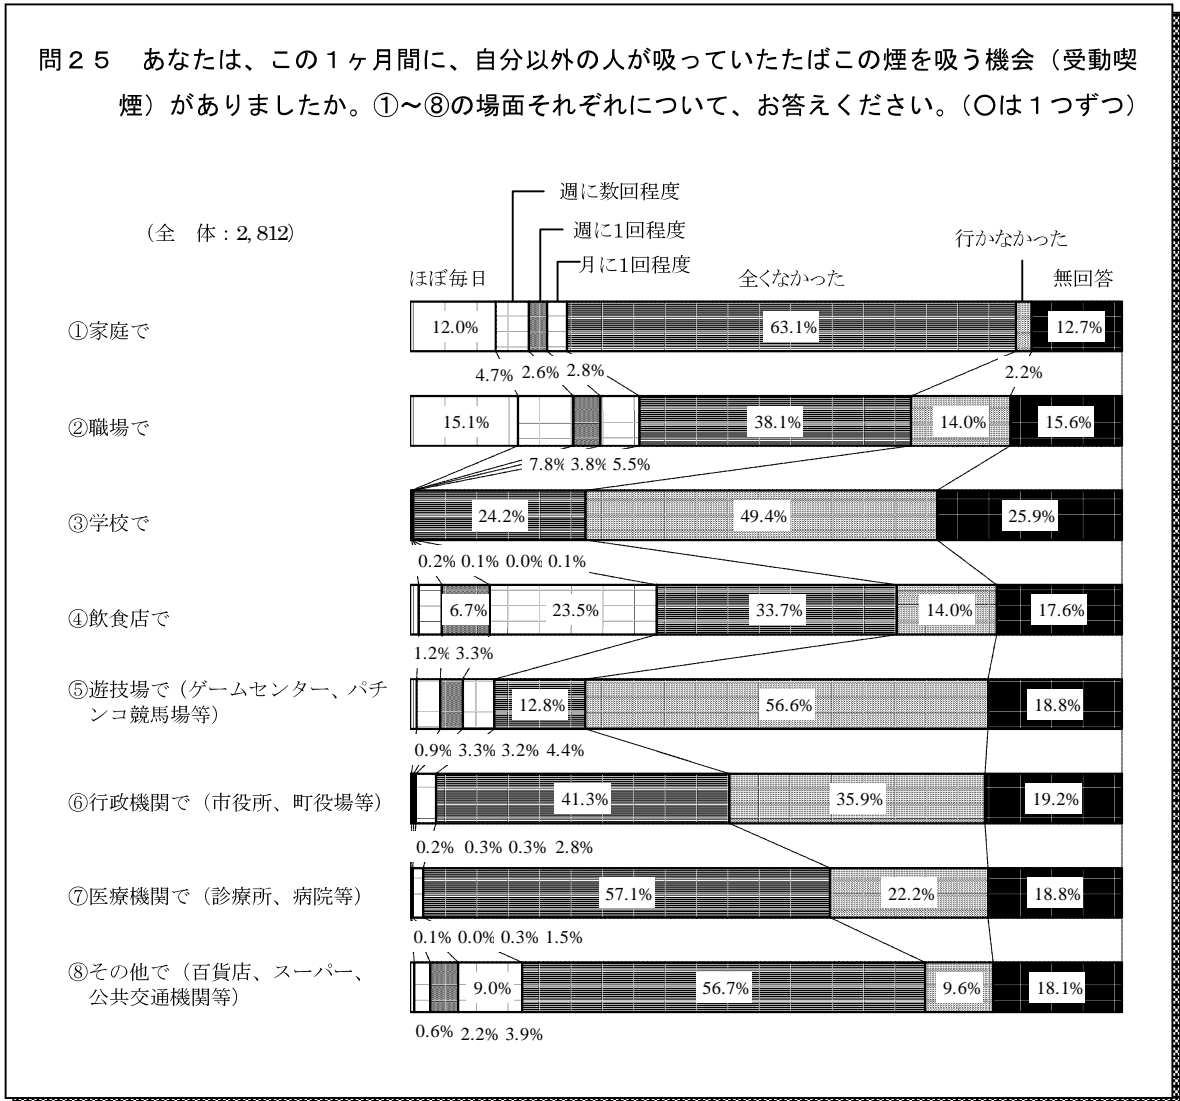 問２５　あなたは、この１ヶ月間に、自分以外の人が吸っていたたばこの煙を吸う機会（受動喫
煙）がありましたか。①～⑧の場面それぞれについて、お答えください。（〇は１つずつ）
週に数回程度
（全　体：2,812）
週に1回程度
行かなかった
月に1回程度
ほぼ毎日
全くなかった
無回答
①家庭で
12.0%
63.1%
12.7%
4.7%
2.6%
2.8%
2.2%
②職場で
15.1%
38.1%
14.0%
15.6%
7.8%
3.8%
5.5%
③学校で
24.2%
49.4%
25.9%
0.2%
0.1%
0.0%
0.1%
④飲食店で
6.7%
23.5%
33.7%
14.0%
17.6%
1.2%
3.3%
⑤遊技場で（ゲームセンター、パチ
ンコ競馬場等）
12.8%
56.6%
18.8%
0.9%
3.3%
3.2%
4.4%
⑥行政機関で（市役所、町役場等）
41.3%
35.9%
19.2%
0.2%
0.3%
0.3%
2.8%
⑦医療機関で（診療所、病院等）
57.1%
22.2%
18.8%
0.1%
0.0%
0.3%
1.5%
⑧その他で（百貨店、スーパー、
公共交通機関等）
9.0%
56.7%
9.6%
18.1%
0.6%
2.2%
3.9%